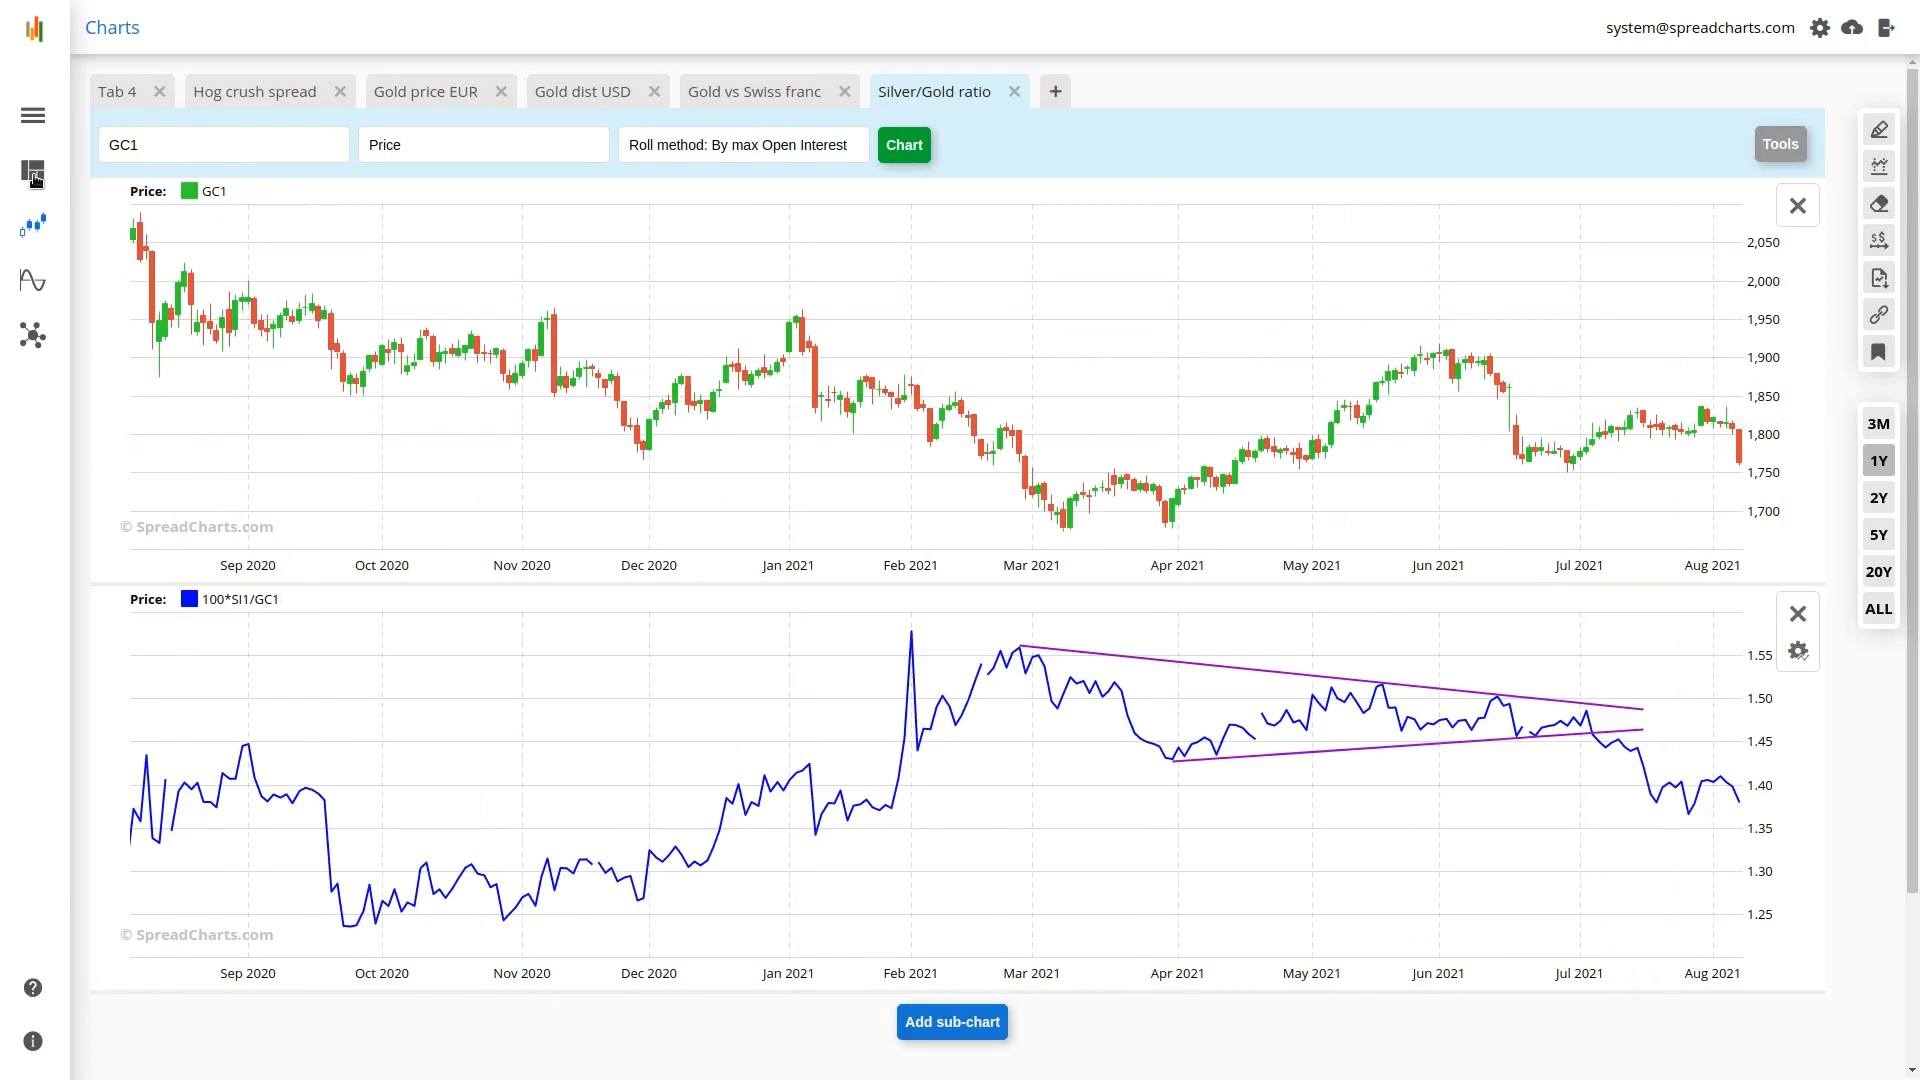 Charts
system@spreadcharts.com
Tab 4
Hog crush spread
Gold price EUR
Gold dist USD
Gold vs Swiss franc
Silver/Gold ratio
+
GC1
Price
Roll method: By max Open Interest
Chart
Tools
Price: GC1
2,050
2,000
1,950
1,900
1,850
1,800
1,750
1,700
© SpreadCharts.com
Sep 2020
Oct 2020
Nov 2020
Dec 2020
Jan 2021
Feb 2021
Mar 2021
Apr 2021
May 2021
Jun 2021
Jul 2021
Aug 2021
Price: 100*SI1/GC1
1.55
1.50
1.45
1.40
1.35
1.30
1.25
© SpreadCharts.com
Sep 2020
Oct 2020
Nov 2020
Dec 2020
Jan 2021
Feb 2021
Mar 2021
Apr 2021
May 2021
Jun 2021
Jul 2021
Aug 2021
Add sub-chart
$$
3M
1Y
2Y
5Y
20Y
ALL